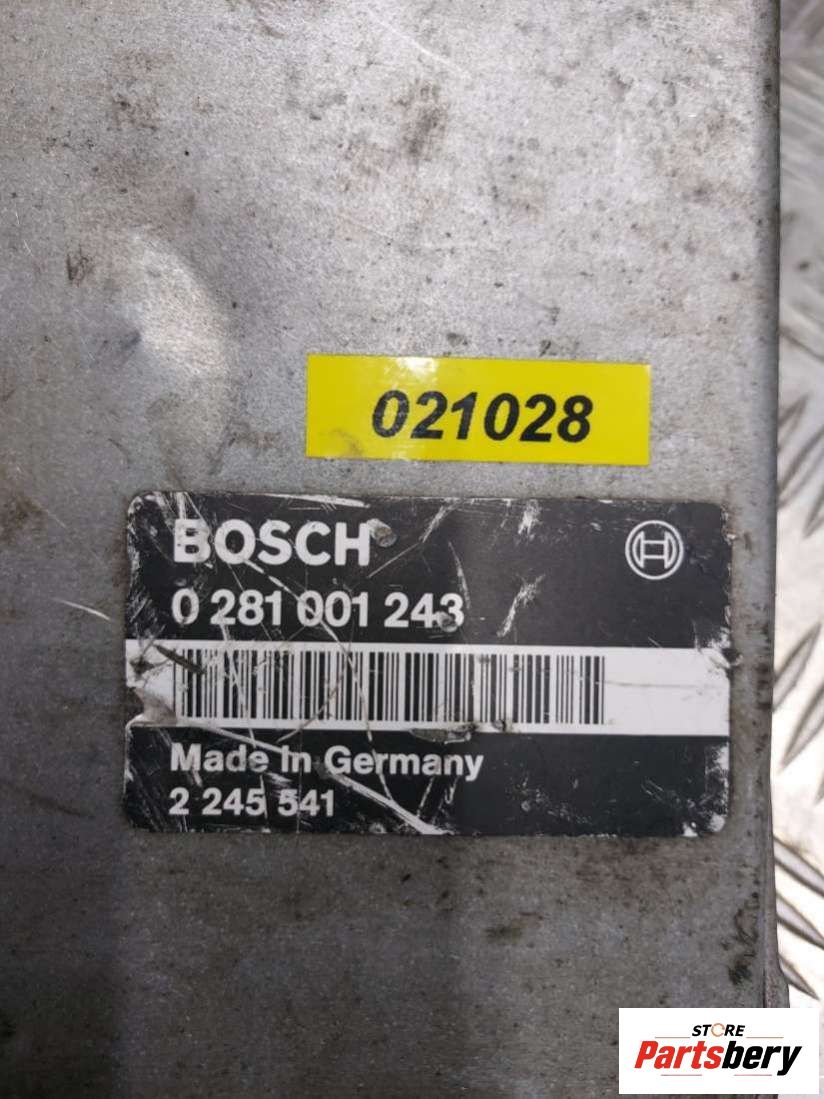 021028
BOSCH
0 281 001 243
Made in Germany
2 245 541
STORE
Partsbery